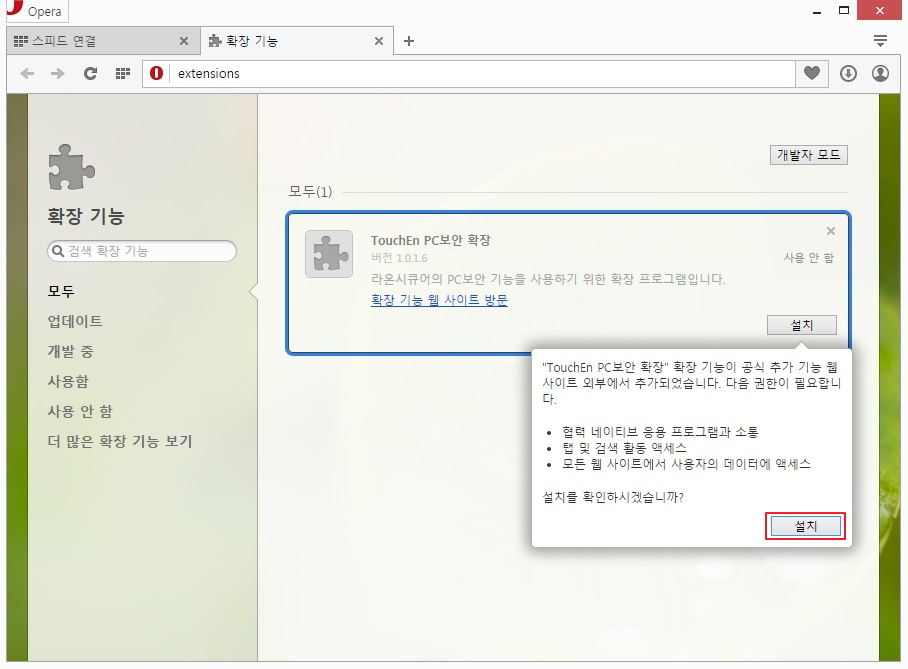 Opera
스피드 연결
확장 기능
extensions
확장 기능
검색 확장 기능
모두
업데이트
개발 중
사용함
사용 안 함
더 많은 확장 기능 보기
개발자 모드
모두(1)
TouchEn PC보안 확장
버전 1.0.1.6
사용 안 함
라온시큐어의 PC보안 기능을 사용하기 위한 확장 프로그램입니다.
확장 기능 웹 사이트 방문
설치
"TouchEn PC보안 확장" 확장 기능이 공식 추가 기능 웹
사이트 외부에서 추가되었습니다. 다음 권한이 필요합니
다.
• 협력 네이티브 응용 프로그램과 소통
• 탭 및 검색 활동 액세스
• 모든 웹 사이트에서 사용자의 데이터에 액세스
설치를 확인하시겠습니까?
설치